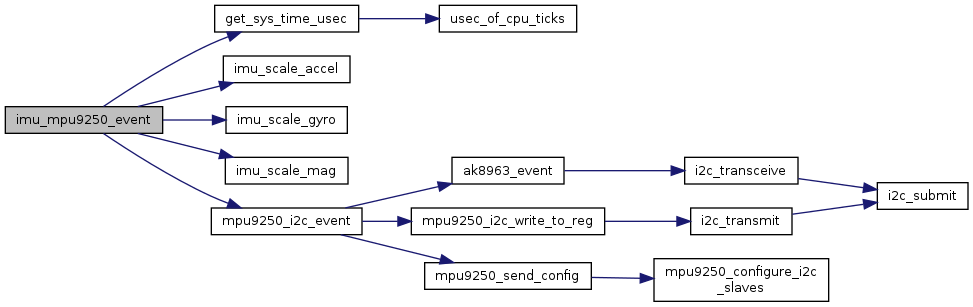 get_sys_time_usec
usec_of_cpu_ticks
imu_scale_accel
imu_mpu9250_event
imu_scale_gyro
imu_scale_mag
ak8963_event
i2c_transceive
i2c_submit
mpu9250_i2c_event
mpu9250_i2c_write_to_reg
i2c_transmit
mpu9250_send_config
mpu9250_configure_i2c
_slaves